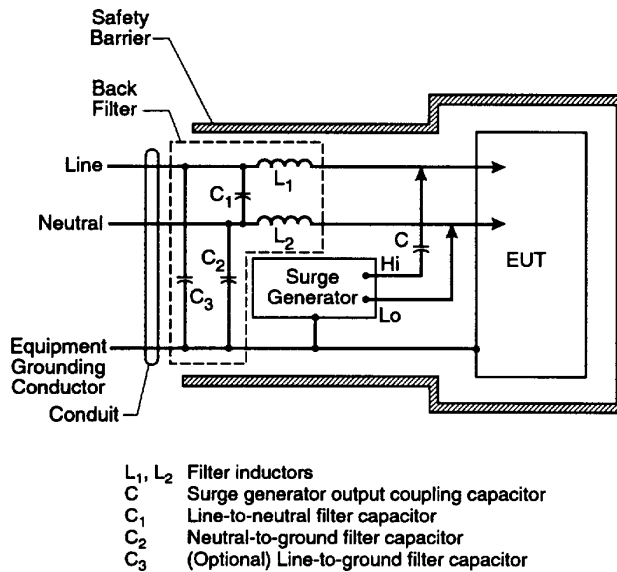 Safety
Barrier
Back
Filter
Line
L₁
C₁
Neutral
L₂
C₂
C
EUT
Hi
Surge
Generator
C₃
Lo
Equipment
Grounding
Conductor
Conduit
L₁, L₂ Filter inductors
C Surge generator output coupling capacitor
C₁ Line-to-neutral filter capacitor
C₂ Neutral-to-ground filter capacitor
C₃ (Optional) Line-to-ground filter capacitor